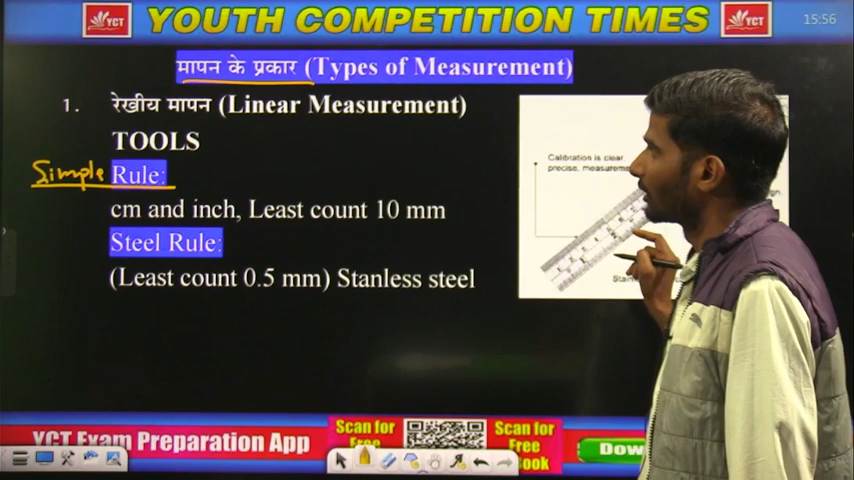 YCT YOUTH COMPETITION TIMES YCT
15:56
मापन के प्रकार (Types of Measurement)
1. रेखीय मापन (Linear Measurement)
TOOLS
Simple Rule:
cm and inch, Least count 10 mm
Steel Rule:
(Least count 0.5 mm) Stanless steel
Calibration is clear
precise, measureme
YCT Exam Preparation App
Scan for
Free
Scan for
Free
Dow